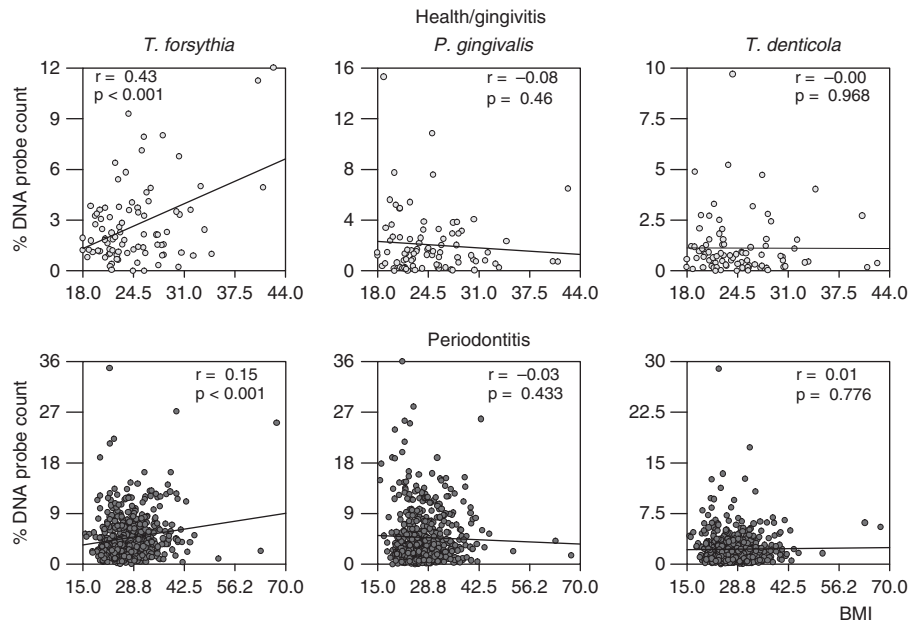 Health/gingivitis
T. forsythia P. gingivalis T. denticola
% DNA probe count
12
9
6
3
0
r = 0.43
p < 0.001
18.0 24.5 31.0 37.5 44.0
16
12
8
4
0
r = −0.08
p = 0.46
18.0 24.5 31.0 37.5 44.0
10
7.5
5
2.5
0
r = −0.00
p = 0.968
18.0 24.5 31.0 37.5 44.0
Periodontitis
% DNA probe count
36
27
18
9
0
r = 0.15
p < 0.001
15.0 28.8 42.5 56.2 70.0
36
27
18
9
0
r = −0.03
p = 0.433
15.0 28.8 42.5 56.2 70.0
30
22.5
15
7.5
0
r = 0.01
p = 0.776
15.0 28.8 42.5 56.2 70.0
BMI